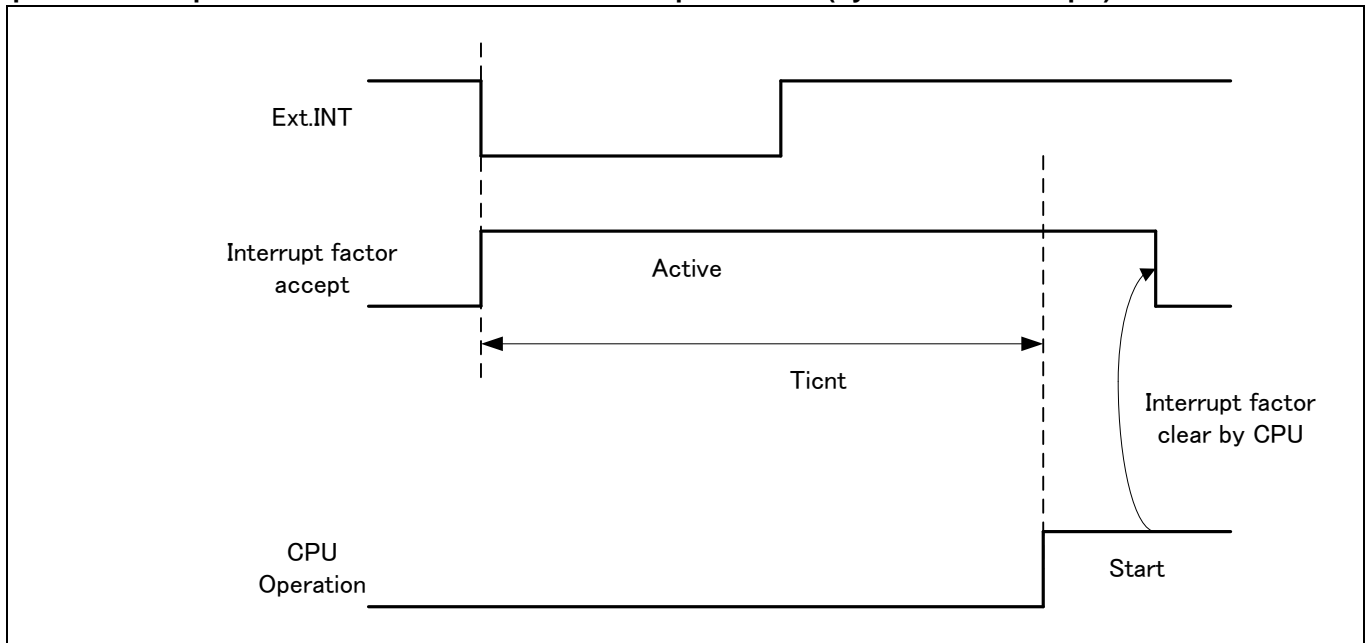 Ext.INT
Interrupt factor
accept
Active
Ticnt
Interrupt factor
clear by CPU
CPU
Operation
Start